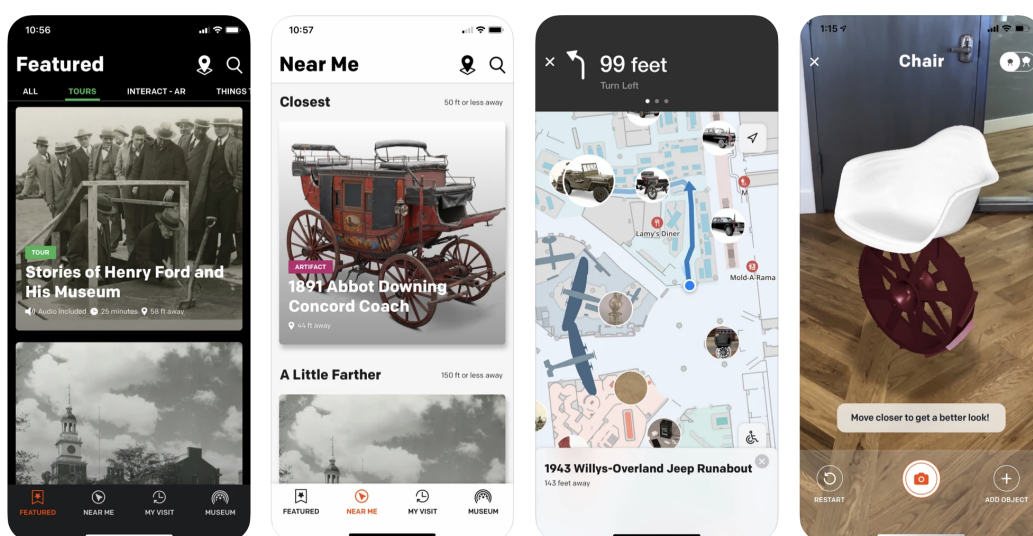 10:56
Featured
ALL TOURS INTERACT - AR THINGS
TOUR
Stories of Henry Ford and
His Museum
Audio Included 25 minutes 58 ft away
FEATURED NEAR ME MY VISIT MUSEUM
10:57
Near Me
Closest 50 ft or less away
ARTIFACT
1891 Abbot Downing
Concord Coach
44 ft away
A Little Farther 150 ft or less away
FEATURED NEAR ME MY VISIT MUSEUM
99 feet
Turn Left
M
Lamy's Diner
Mold-A-Rama
1943 Willys-Overland Jeep Runabout
143 feet away
1:15
Chair
Move closer to get a better look!
RESTART ADD OBJECT